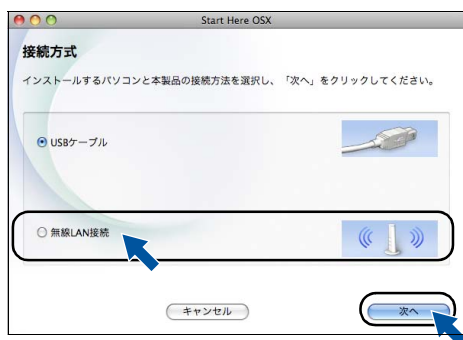 Start Here OSX
接続方式
インストールするパソコンと本製品の接続方法を選択し、「次へ」をクリックしてください。
USBケーブル
無線LAN接続
キャンセル
次へ